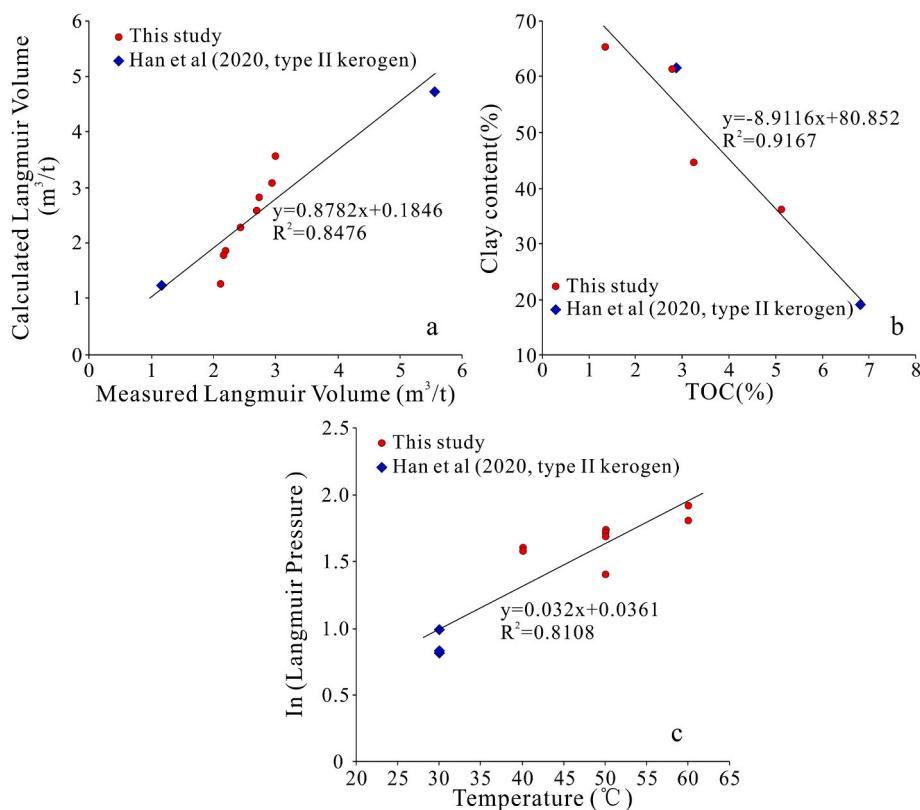 6
5
4
3
2
1
0
Calculated Langmuir Volume
(m³/t)
This study
Han et al (2020, type II kerogen)
y=0.8782x+0.1846
R²=0.8476
a
0 1 2 3 4 5 6
Measured Langmuir Volume (m³/t)
70
60
50
40
30
20
10
Clay content(%)
y=-8.9116x+80.852
R²=0.9167
This study
Han et al (2020, type II kerogen)
b
0 1 2 3 4 5 6 7 8
TOC(%)
2.5
2.0
1.5
1.0
0.5
0
In (Langmuir Pressure)
This study
Han et al (2020, type II kerogen)
y=0.032x+0.0361
R²=0.8108
c
20 25 30 35 40 45 50 55 60 65
Temperature (℃)